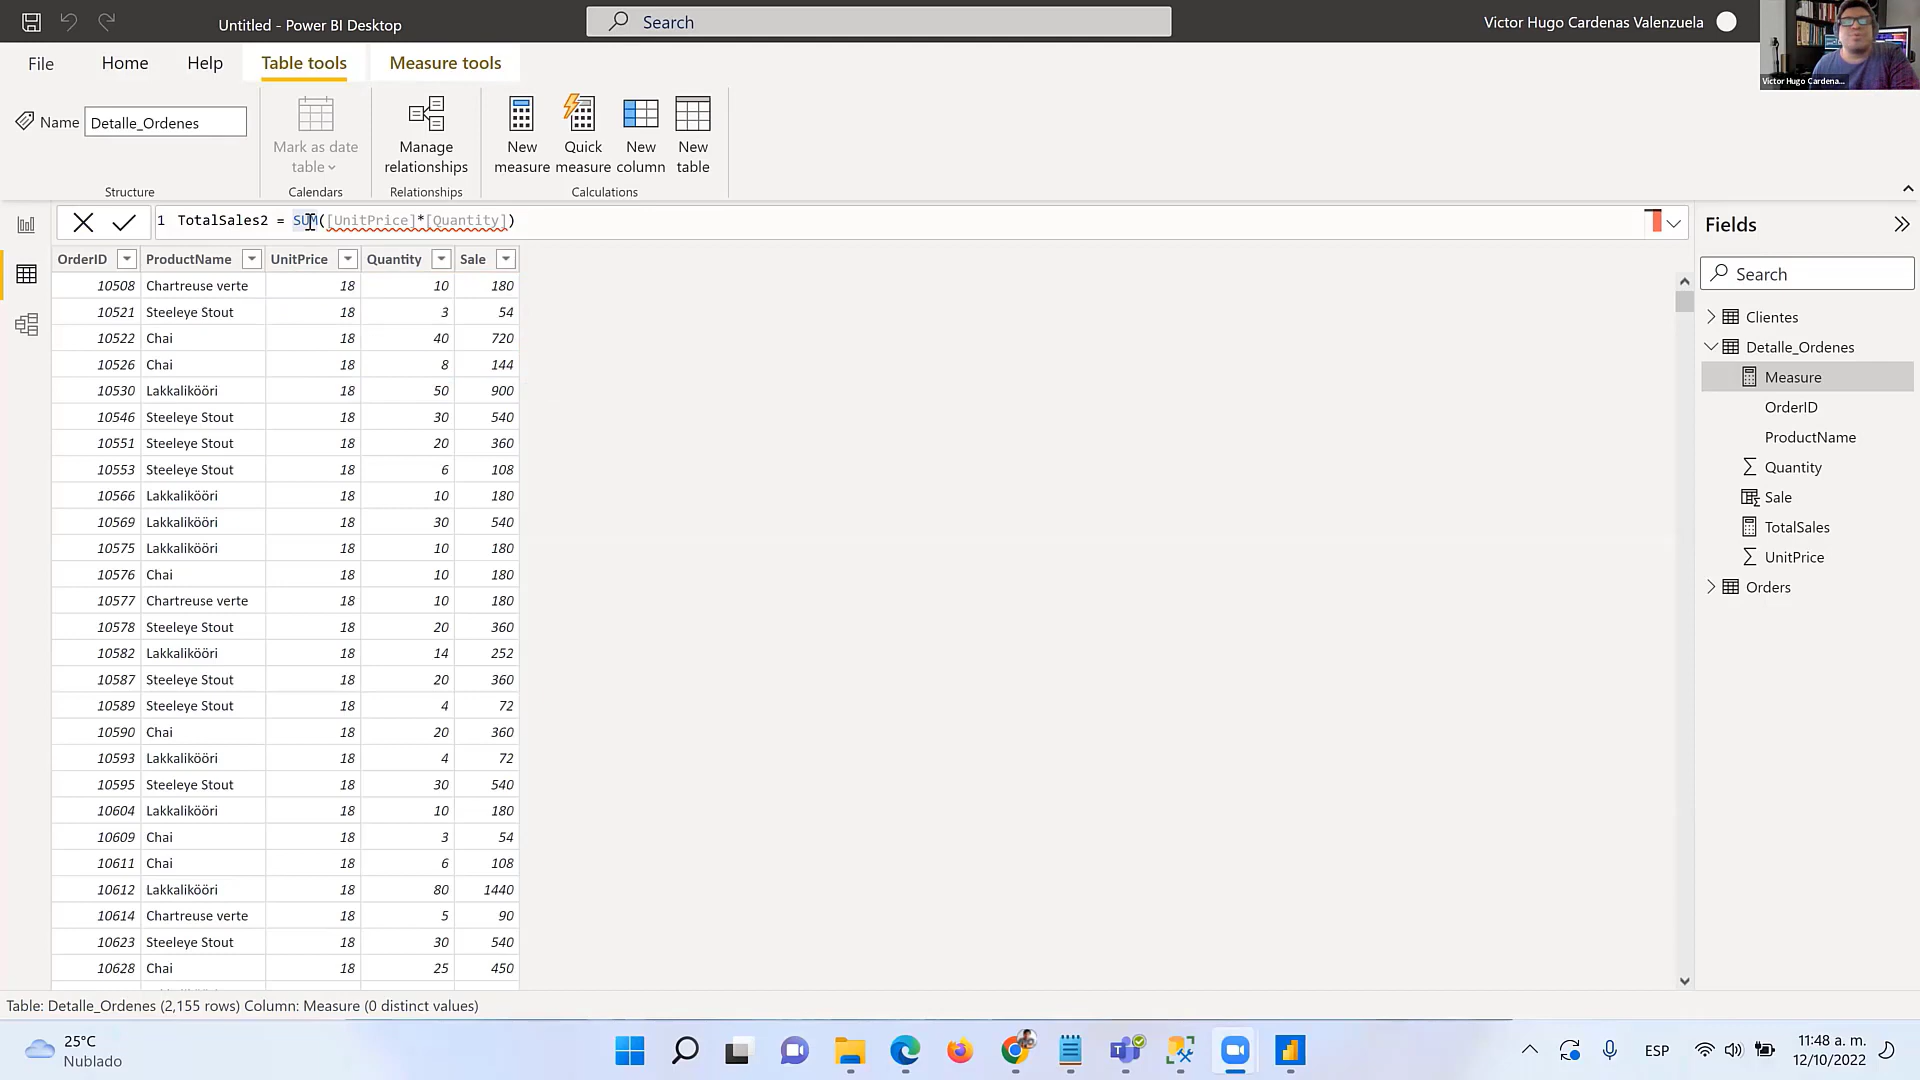 Untitled - Power BI Desktop
Search
Victor Hugo Cardenas Valenzuela
Victor Hugo Cardena...
File Home Help Table tools Measure tools
Name Detalle_Ordenes
Mark as date table
Manage relationships
New measure
Quick measure
New column
New table
Structure Calendars Relationships Calculations
1 TotalSales2 = SUM([UnitPrice]*[Quantity])
Fields
Search
Clientes
Detalle_Ordenes
Measure
OrderID
ProductName
Quantity
Sale
TotalSales
UnitPrice
Orders
OrderID ProductName UnitPrice Quantity Sale
10508 Chartreuse verte 18 10 180
10521 Steeleye Stout 18 3 54
10522 Chai 18 40 720
10526 Chai 18 8 144
10530 Lakkalikööri 18 50 900
10546 Steeleye Stout 18 30 540
10551 Steeleye Stout 18 20 360
10553 Steeleye Stout 18 6 108
10566 Lakkalikööri 18 10 180
10569 Lakkalikööri 18 30 540
10575 Lakkalikööri 18 10 180
10576 Chai 18 10 180
10577 Chartreuse verte 18 10 180
10578 Steeleye Stout 18 20 360
10582 Lakkalikööri 18 14 252
10587 Steeleye Stout 18 20 360
10589 Steeleye Stout 18 4 72
10590 Chai 18 20 360
10593 Lakkalikööri 18 4 72
10595 Steeleye Stout 18 30 540
10604 Lakkalikööri 18 10 180
10609 Chai 18 3 54
10611 Chai 18 6 108
10612 Lakkalikööri 18 80 1440
10614 Chartreuse verte 18 5 90
10623 Steeleye Stout 18 30 540
10628 Chai 18 25 450
Table: Detalle_Ordenes (2,155 rows) Column: Measure (0 distinct values)
25°C
Nublado
ESP
11:48 a. m.
12/10/2022